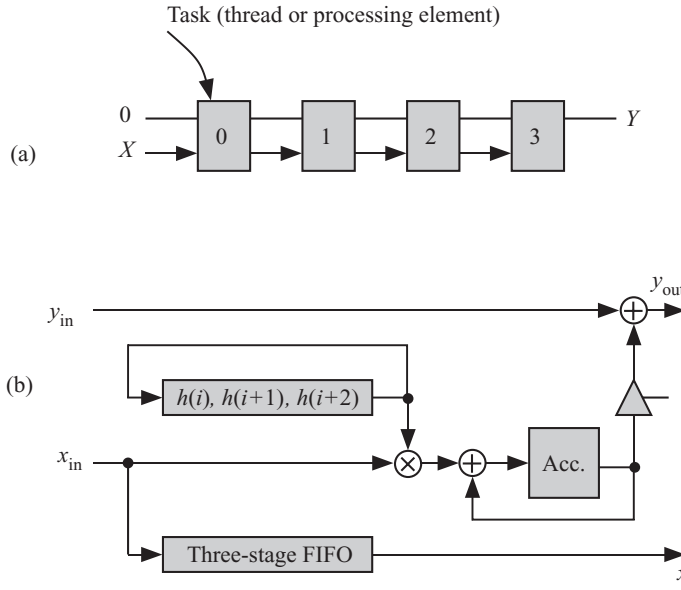 Task (thread or processing element)
0
X
0
1
2
3
Y
(a)
y_in
y_out
(b)
h(i), h(i+1), h(i+2)
x_in
Acc.
Three-stage FIFO